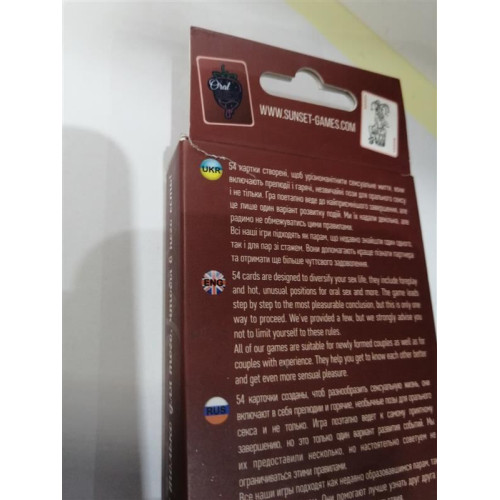 Oral
WWW.SUNSET-GAMES.COM
UKR
54 картки створені, щоб урізноманітнити сексуальне життя, вони
включають прелюдії і гарячі, незвичайні пози для орального сексу
і не тільки. Гра поетапно веде до найприємнішого завершення, але
це лише один варіант розвитку подій. Ми їх надали декілька, але
радимо не обмежуватись цими правилами.
Всі наші ігри підходять як парам, що недавно знайшли один одного,
так і для пар зі стажем. Вони допомагають краще пізнати партнера
та отримати ще більше чуттєвого задоволення.
ENG
54 cards are designed to diversify your sex life, they include foreplay
and hot, unusual positions for oral sex and more. The game leads
step by step to the most pleasurable conclusion, but this is only one
way to proceed. We've provided a few, but we strongly advise you
not to limit yourself to these rules.
All of our games are suitable for newly formed couples as well as for
couples with experience. They help you get to know each other better
and get even more sensual pleasure.
RUS
54 карточки созданы, чтоб разнообразить сексуальную жизнь, они
включают в себя прелюдии и горячие, необычные позы для орального
секса и не только. Игра поэтапно ведет к самому приятному
завершению, но это только один вариант развития событий. Мы
их предоставили несколько, но настоятельно советуем не
ограничиваться этими правилами.
Все наши игры подходят как недавно образовавшимся парам, так